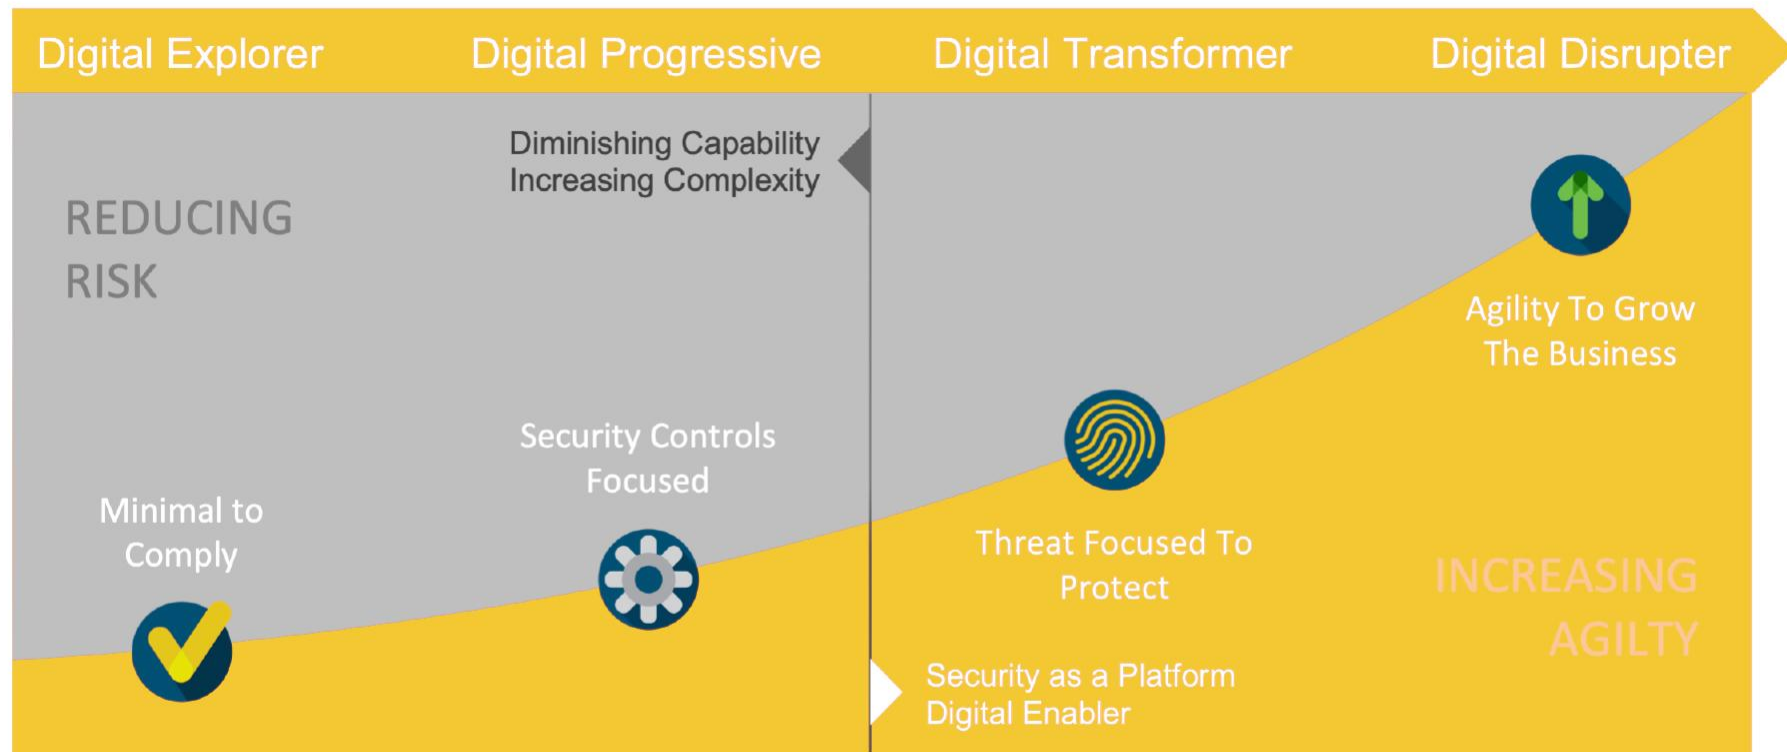 Digital Explorer
Digital Progressive
Digital Transformer
Digital Disrupter
Diminishing Capability
Increasing Complexity
REDUCING
RISK
Agility To Grow
The Business
Security Controls
Focused
Minimal to
Comply
Threat Focused To
Protect
INCREASING
AGILTY
Security as a Platform
Digital Enabler